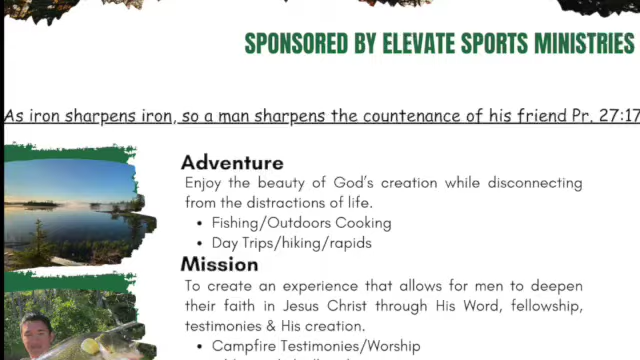 SPONSORED BY ELEVATE SPORTS MINISTRIES
As iron sharpens iron, so a man sharpens the countenance of his friend Pr. 27:17
Adventure
Enjoy the beauty of God's creation while disconnecting
from the distractions of life.
• Fishing/Outdoors Cooking
• Day Trips/hiking/rapids
Mission
To create an experience that allows for men to deepen
their faith in Jesus Christ through His Word, fellowship,
testimonies & His creation.
• Campfire Testimonies/Worship